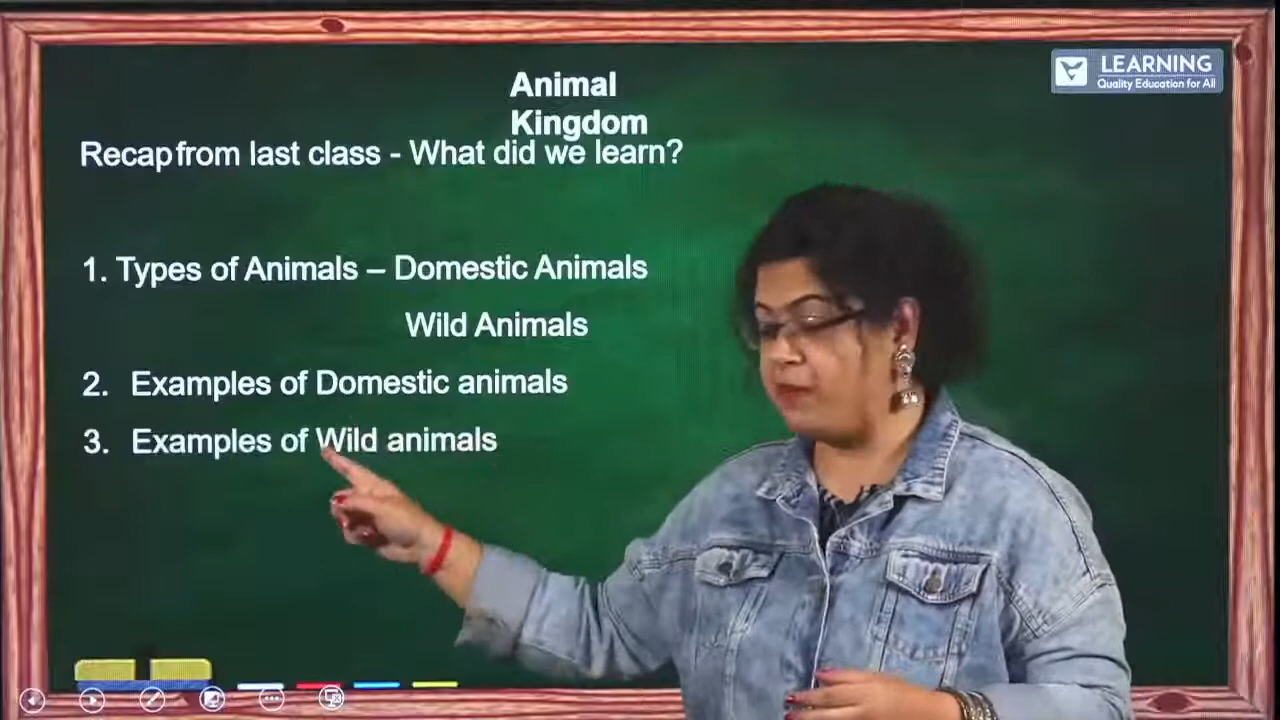 LEARNING
Quality Education for All
Animal
Kingdom
Recap from last class - What did we learn?
1. Types of Animals – Domestic Animals
Wild Animals
2. Examples of Domestic animals
3. Examples of Wild animals